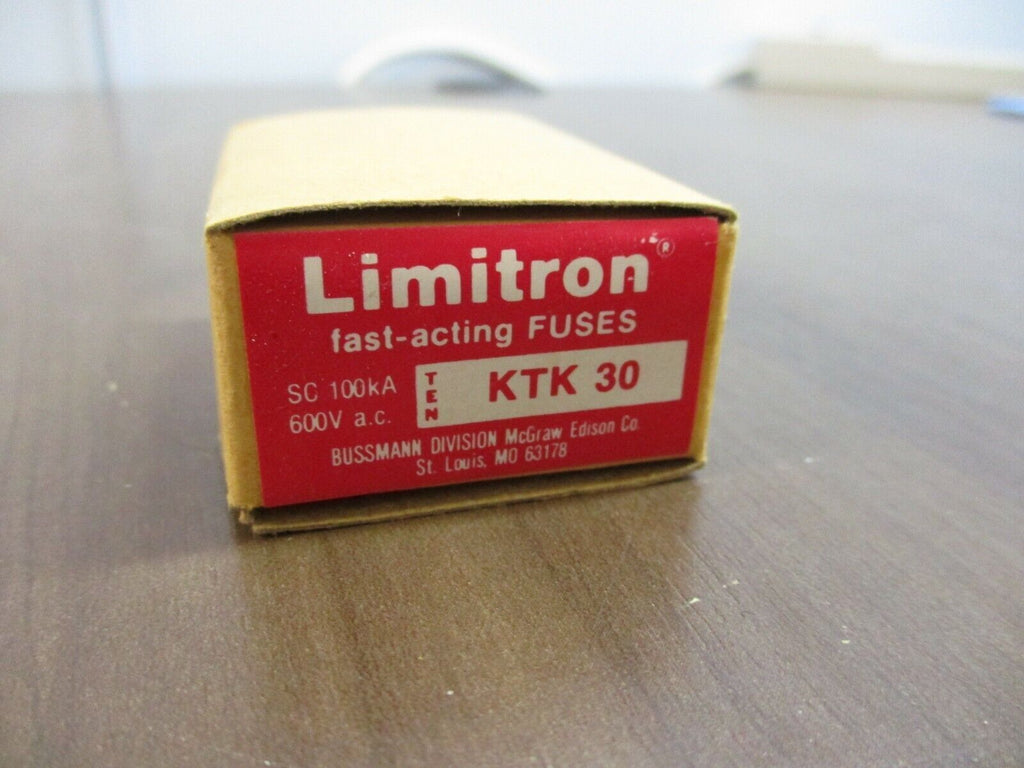 Limitron®
fast-acting FUSES
SC 100kA
600V a.c.
TEN
KTK 30
BUSSMANN DIVISION McGraw Edison Co.
St. Louis, MO 63178